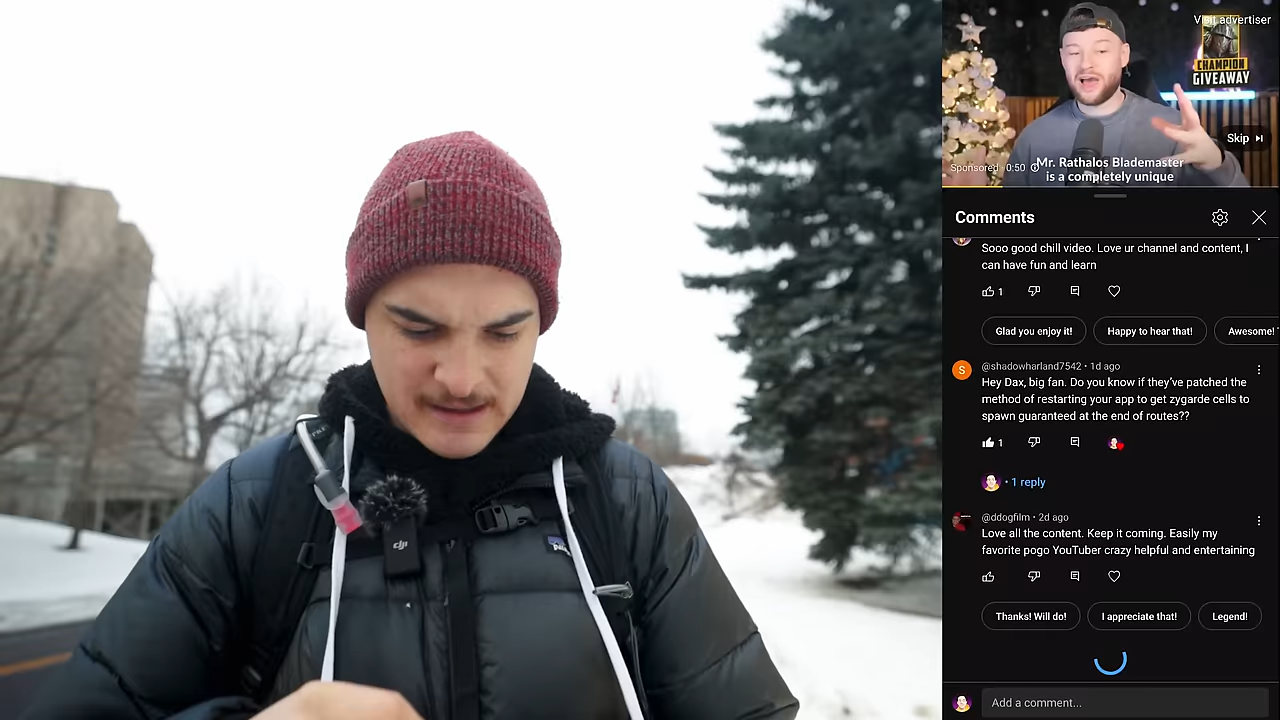 dji
Visit advertiser
CHAMPION
GIVEAWAY
Skip
Sponsored · 0:50
Mr. Rathalos Blademaster
is a completely unique
Comments
Sooo good chill video. Love ur channel and content, I
can have fun and learn
1
Glad you enjoy it!
Happy to hear that!
Awesome!
S
@shadowharland7542 • 1d ago
Hey Dax, big fan. Do you know if they've patched the
method of restarting your app to get zygarde cells to
spawn guaranteed at the end of routes??
1
• 1 reply
@ddogfilm • 2d ago
Love all the content. Keep it coming. Easily my
favorite pogo YouTuber crazy helpful and entertaining
Thanks! Will do!
I appreciate that!
Legend!
Add a comment...